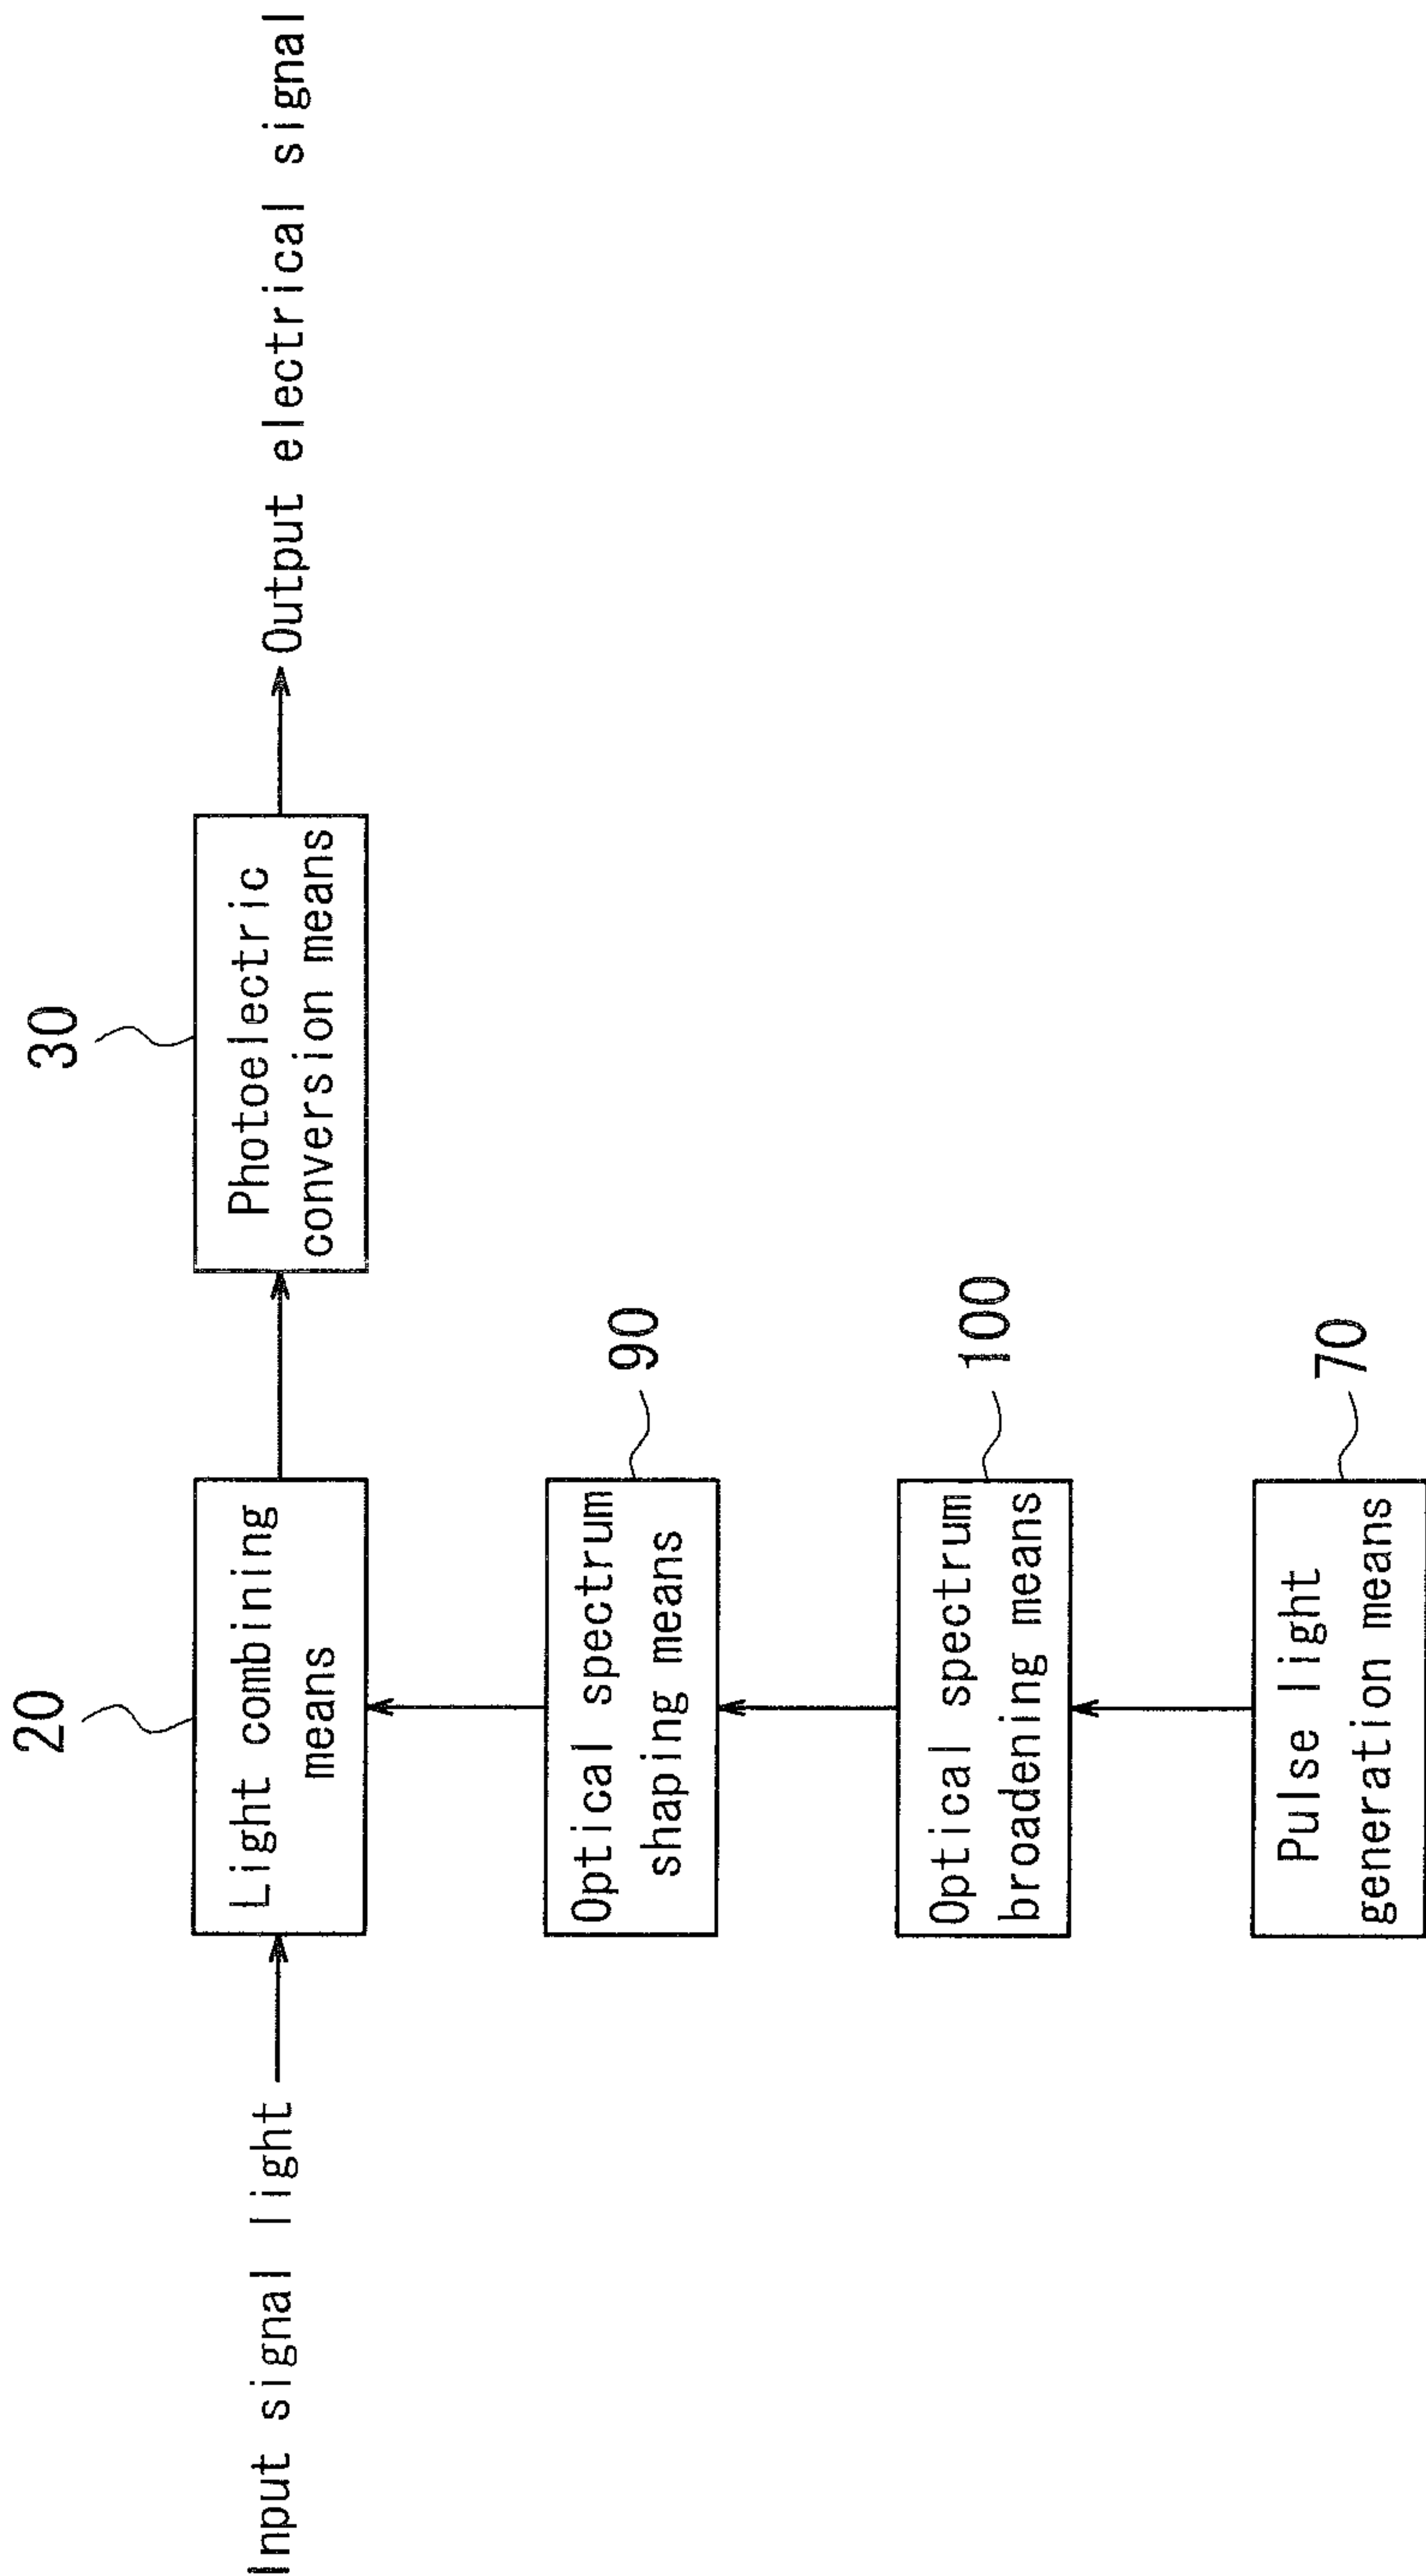 20
30
Input signal light
Light combining
means
Photoelectric
conversion means
Output electrical signal
90
Optical spectrum
shaping means
100
Optical spectrum
broadening means
70
Pulse light
generation means